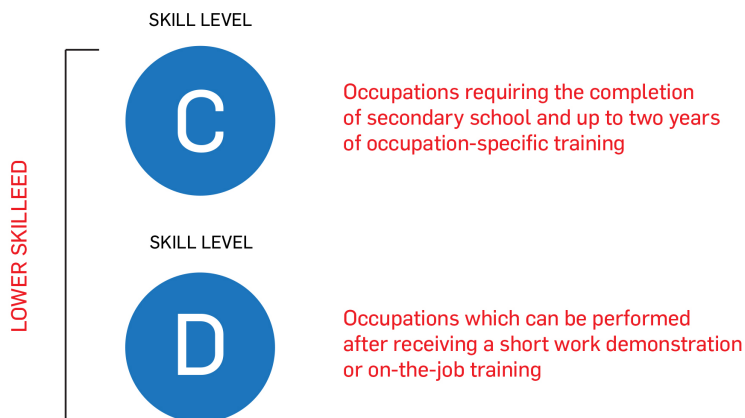 SKILL LEVEL
C
Occupations requiring the completion
of secondary school and up to two years
of occupation-specific training
LOWER SKILLEED
SKILL LEVEL
D
Occupations which can be performed
after receiving a short work demonstration
or on-the-job training